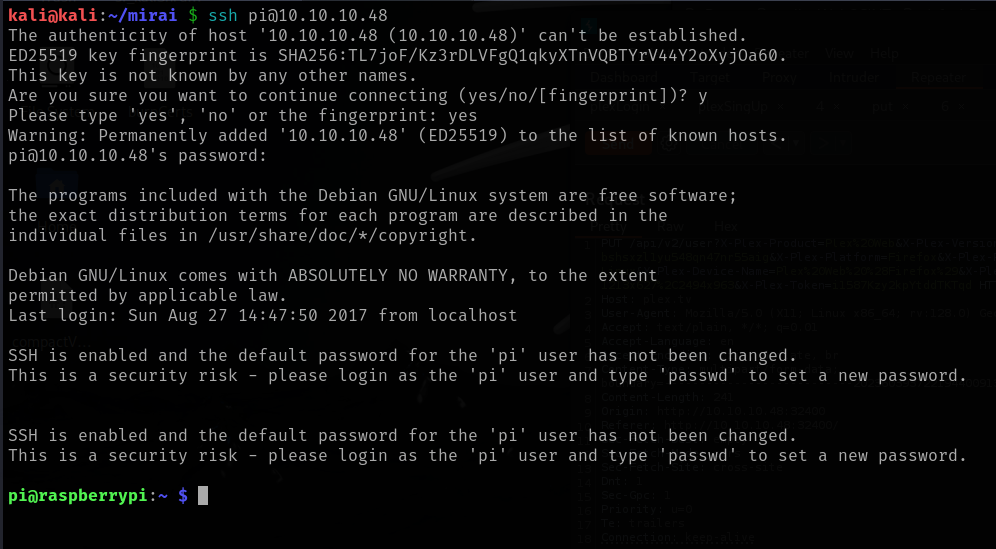 kali@kali:~/mirai $ ssh pi@10.10.10.48
The authenticity of host '10.10.10.48 (10.10.10.48)' can't be established.
ED25519 key fingerprint is SHA256:TL7joF/Kz3rDLVFgQ1qkyXTnVQBTYrV44Y2oXyjOa60.
This key is not known by any other names.
Are you sure you want to continue connecting (yes/no/[fingerprint])? y
Please type 'yes', 'no' or the fingerprint: yes
Warning: Permanently added '10.10.10.48' (ED25519) to the list of known hosts.
pi@10.10.10.48's password:
The programs included with the Debian GNU/Linux system are free software;
the exact distribution terms for each program are described in the
individual files in /usr/share/doc/*/copyright.
Debian GNU/Linux comes with ABSOLUTELY NO WARRANTY, to the extent
permitted by applicable law.
Last login: Sun Aug 27 14:47:50 2017 from localhost
SSH is enabled and the default password for the 'pi' user has not been changed.
This is a security risk - please login as the 'pi' user and type 'passwd' to set a new password.
SSH is enabled and the default password for the 'pi' user has not been changed.
This is a security risk - please login as the 'pi' user and type 'passwd' to set a new password.
pi@raspberrypi:~ $